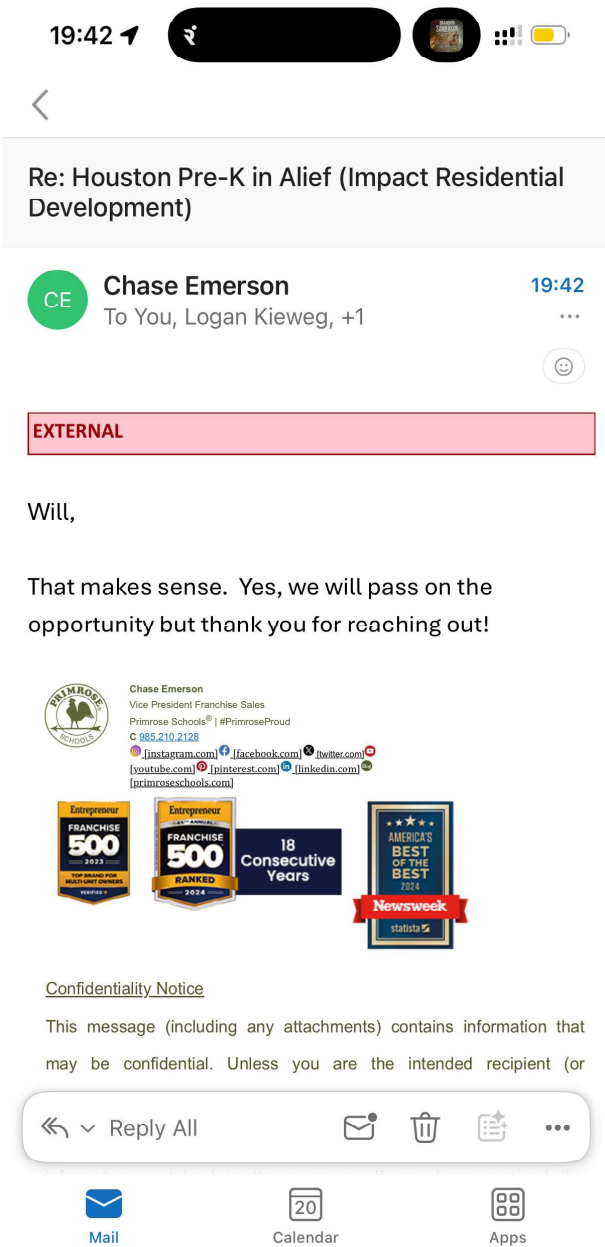 19:42
Re: Houston Pre-K in Alief (Impact Residential
Development)
CE
Chase Emerson
19:42
To You, Logan Kieweg, +1
EXTERNAL
Will,
That makes sense.  Yes, we will pass on the
opportunity but thank you for reaching out!
PRIMROSE
SCHOOLS
Chase Emerson
Vice President Franchise Sales
Primrose Schools® | #PrimroseProud
C 985.210.2128
[instagram.com] [facebook.com] [twitter.com]
[youtube.com] [pinterest.com] [linkedin.com]
[primroseschools.com]
Entrepreneur
FRANCHISE
500
2023
TOP BRAND FOR
MULTI-UNIT OWNERS
VERIFIED
Entrepreneur
45TH ANNUAL
FRANCHISE
500
RANKED
2024
18
Consecutive
Years
AMERICA'S
BEST
OF THE
BEST
2024
Newsweek
statista
Confidentiality Notice
This message (including any attachments) contains information that
may be confidential. Unless you are the intended recipient (or
Reply All
20
Mail
Calendar
Apps